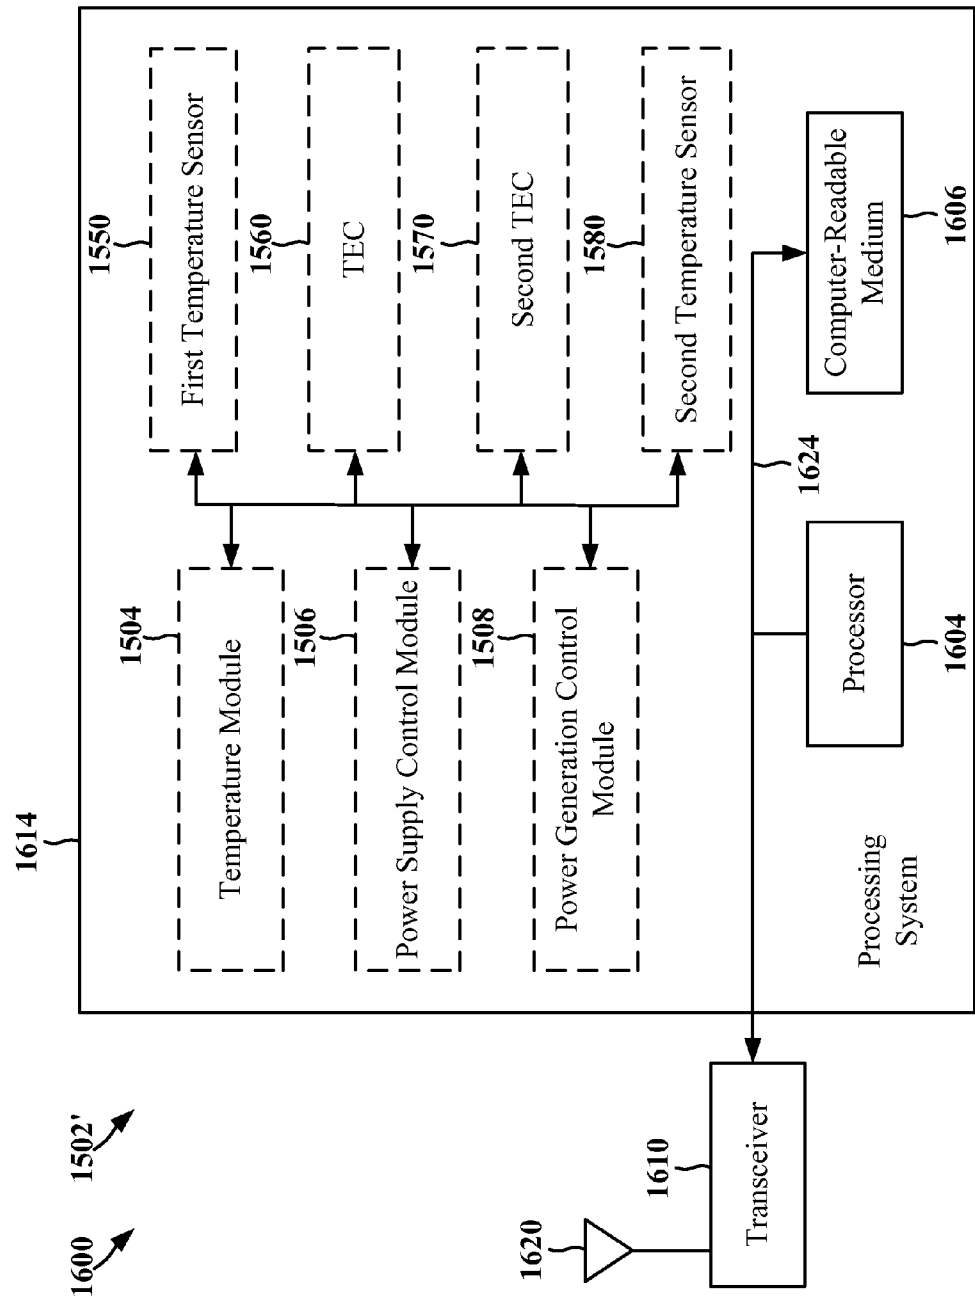 1600
1502'
1614
1620
1610
Transceiver
1504
Temperature Module
1506
Power Supply Control Module
1508
Power Generation Control
Module
1550
First Temperature Sensor
1560
TEC
1570
Second TEC
1580
Second Temperature Sensor
1624
Processing
System
Processor
1604
Computer-Readable
Medium
1606